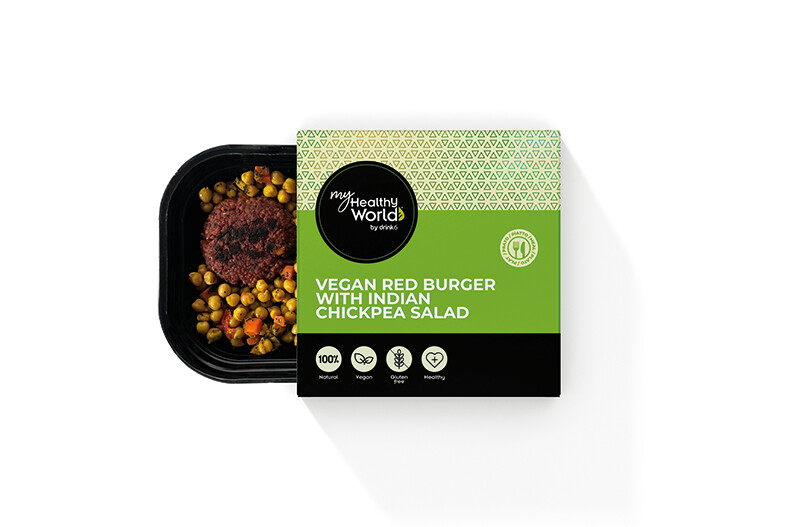 my
Healthy
World
by drink6
VEGAN RED BURGER
WITH INDIAN
CHICKPEA SALAD
100%
Natural
Vegan
Gluten
free
Healthy